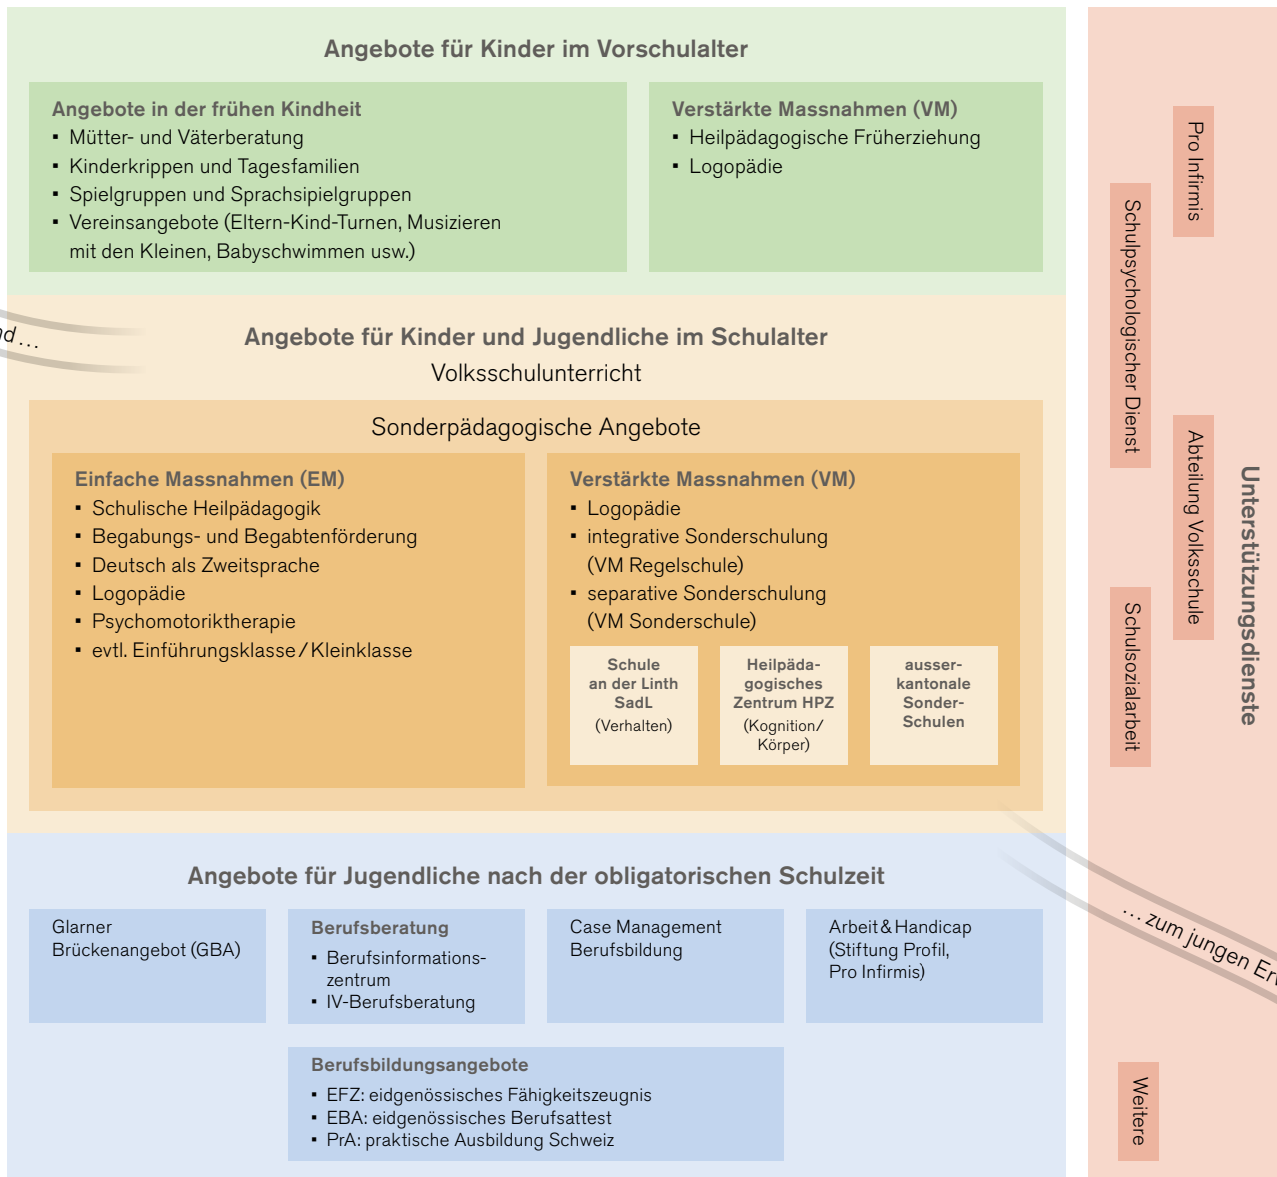 Angebote für Kinder im Vorschulalter
Angebote in der frühen Kindheit
▪ Mütter- und Väterberatung
▪ Kinderkrippen und Tagesfamilien
▪ Spielgruppen und Sprachsipielgruppen
▪ Vereinsangebote (Eltern-Kind-Turnen, Musizieren
mit den Kleinen, Babyschwimmen usw.)
Verstärkte Massnahmen (VM)
▪ Heilpädagogische Früherziehung
▪ Logopädie
Angebote für Kinder und Jugendliche im Schulalter
Volksschulunterricht
Sonderpädagogische Angebote
Einfache Massnahmen (EM)
▪ Schulische Heilpädagogik
▪ Begabungs- und Begabtenförderung
▪ Deutsch als Zweitsprache
▪ Logopädie
▪ Psychomotoriktherapie
▪ evtl. Einführungsklasse / Kleinklasse
Verstärkte Massnahmen (VM)
▪ Logopädie
▪ integrative Sonderschulung
(VM Regelschule)
▪ separative Sonderschulung
(VM Sonderschule)
Schule
an der Linth
SadL
(Verhalten)
Heilpäda-
gogisches
Zentrum HPZ
(Kognition/
Körper)
ausser-
kantonale
Sonder-
Schulen
Angebote für Jugendliche nach der obligatorischen Schulzeit
Glarner
Brückenangebot (GBA)
Berufsberatung
▪ Berufsinformations-
zentrum
▪ IV-Berufsberatung
Case Management
Berufsbildung
Arbeit & Handicap
(Stiftung Profil,
Pro Infirmis)
Berufsbildungsangebote
▪ EFZ: eidgenössisches Fähigkeitszeugnis
▪ EBA: eidgenössisches Berufsattest
▪ PrA: praktische Ausbildung Schweiz
Unterstützungsdienste
Pro Infirmis
Schulpsychologischer Dienst
Abteilung Volksschule
Schulsozialarbeit
Weitere
... zum jungen